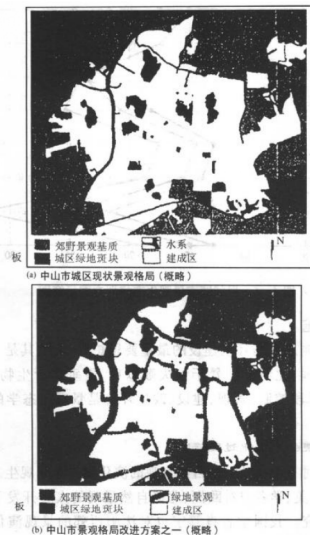 N
郊野景观基质 水系
板 城区绿地斑块 建成区
(a) 中山市城区现状景观格局(概略)
N
郊野景观基质 绿地景观
板 城区绿地斑块 建成区
(b) 中山市景观格局改进方案之一(概略)